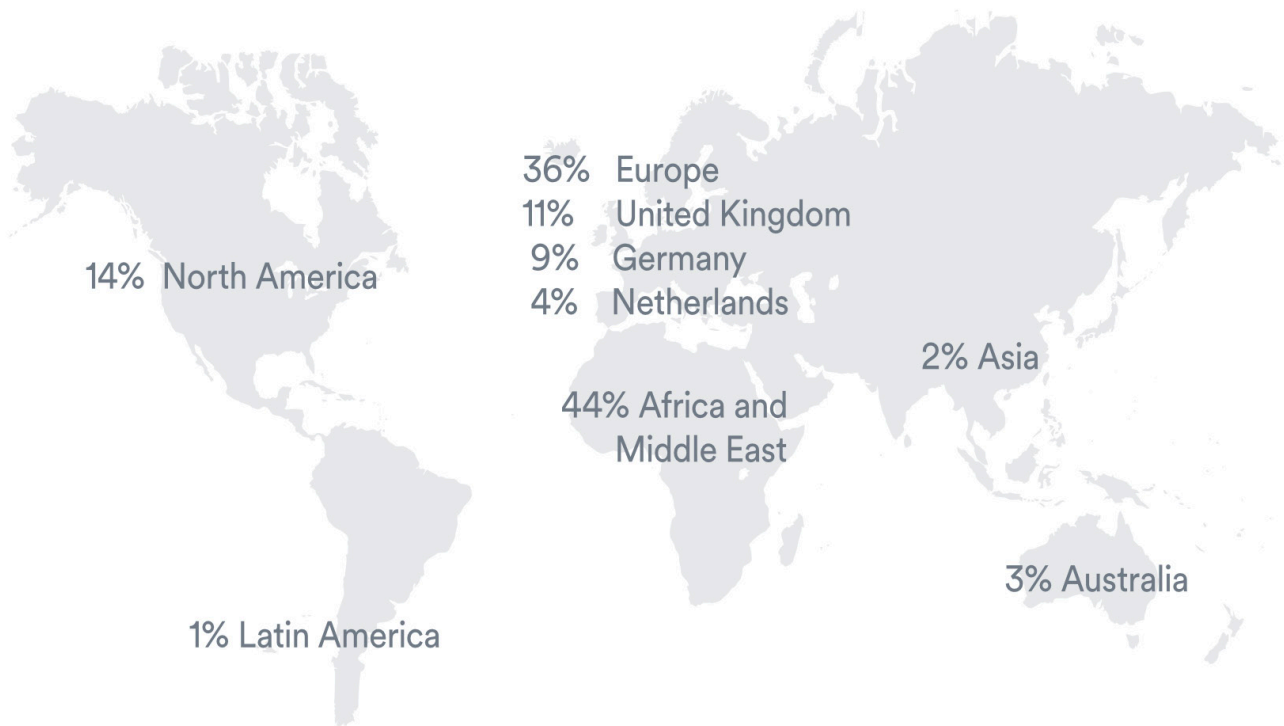 36% Europe
11% United Kingdom
9% Germany
4% Netherlands
14% North America
2% Asia
44% Africa and
Middle East
3% Australia
1% Latin America